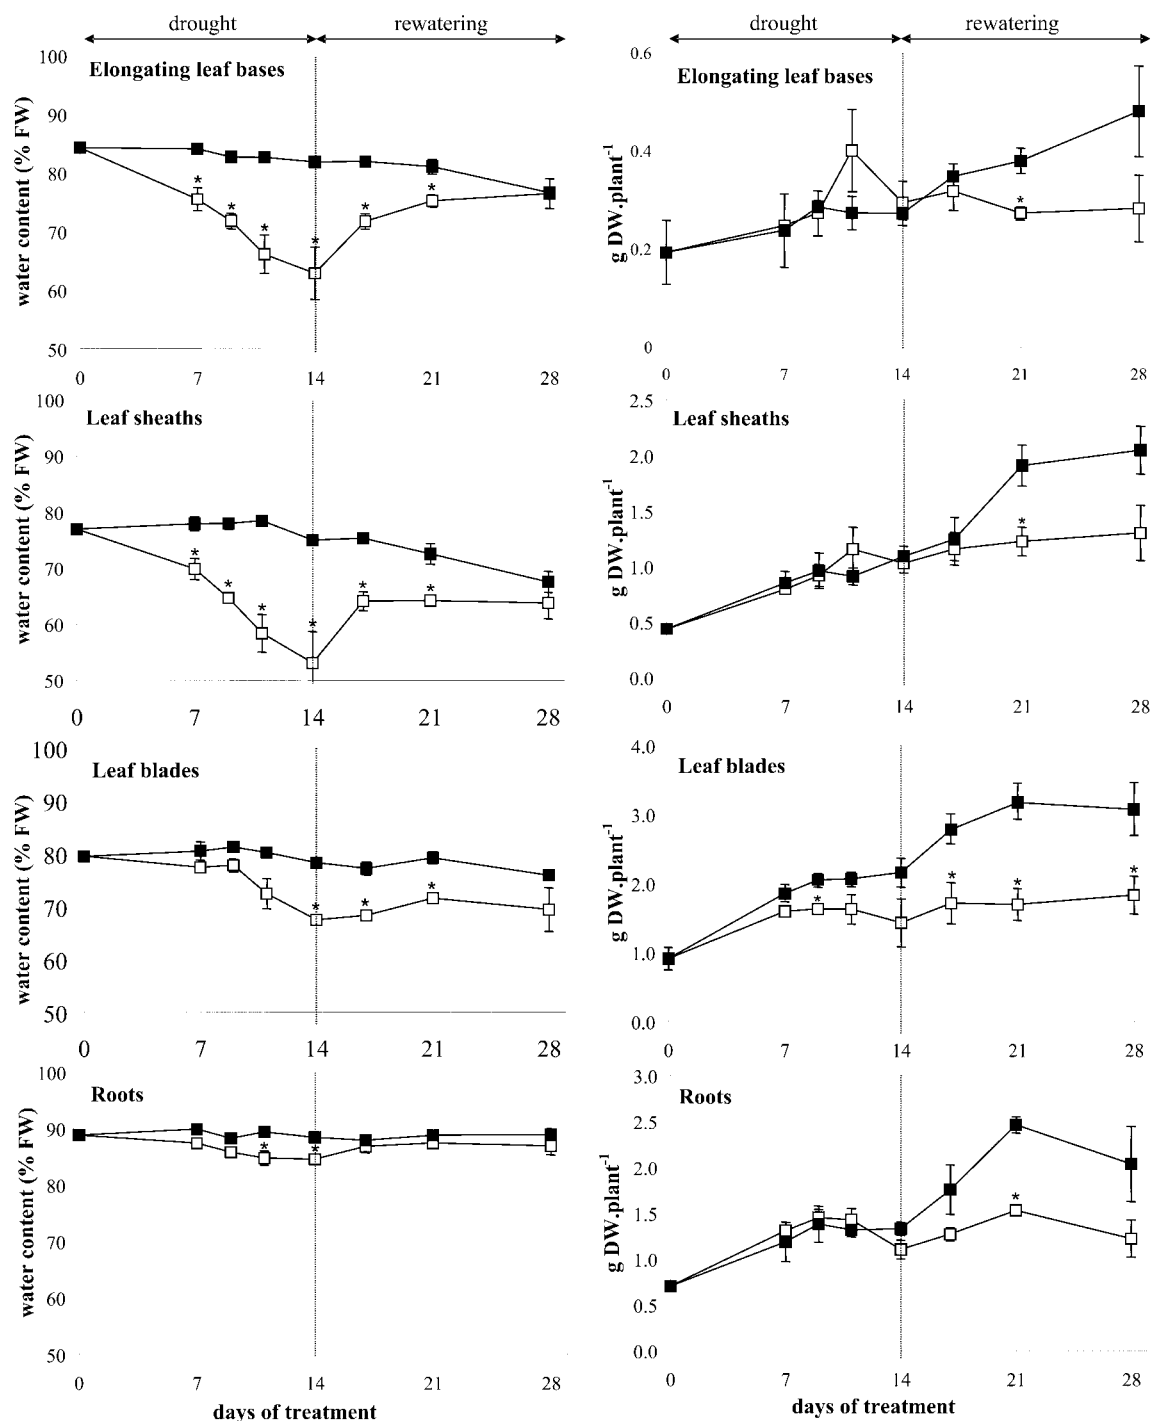 drought rewatering
drought rewatering
Elongating leaf bases
water content (% FW)
100
90
80
70
60
50
* * * * * *
0 7 14 21 28
Elongating leaf bases
g DW.plant-1
0.6
0.4
0.2
0
*
0 7 14 21 28
Leaf sheaths
water content (% FW)
100
90
80
70
60
50
* * * * * *
0 7 14 21 28
Leaf sheaths
g DW.plant-1
2.5
2.0
1.5
1.0
0.5
0.0
*
0 7 14 21 28
Leaf blades
water content (% FW)
100
90
80
70
60
50
* * *
0 7 14 21 28
Leaf blades
g DW.plant-1
4.0
3.0
2.0
1.0
0.0
* * * *
0 7 14 21 28
Roots
water content (% FW)
100
90
80
70
60
50
* *
0 7 14 21 28
days of treatment
Roots
g DW.plant-1
3.0
2.5
2.0
1.5
1.0
0.5
0.0
*
0 7 14 21 28
days of treatment